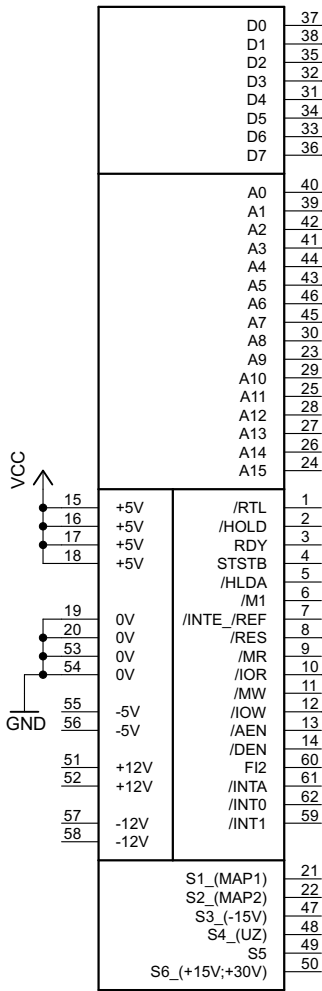 D0 37
D1 38
D2 35
D3 32
D4 31
D5 34
D6 33
D7 36
A0 40
A1 39
A2 42
A3 41
A4 44
A5 43
A6 46
A7 45
A8 30
A9 23
A10 29
A11 25
A12 28
A13 27
A14 26
A15 24
VCC
15 +5V /RTL 1
16 +5V /HOLD 2
17 +5V RDY 3
18 +5V STSTB 4
/HLDA 5
/M1 6
19 0V /INTE_/REF 7
20 0V /RES 8
53 0V /MR 9
54 0V /IOR 10
/MW 11
55 -5V /IOW 12
GND
56 -5V /AEN 13
/DEN 14
51 +12V FI2 60
52 +12V /INTA 61
/INT0 62
57 -12V /INT1 59
58 -12V
S1_(MAP1) 21
S2_(MAP2) 22
S3_(-15V) 47
S4_(UZ) 48
S5 49
S6_(+15V;+30V) 50